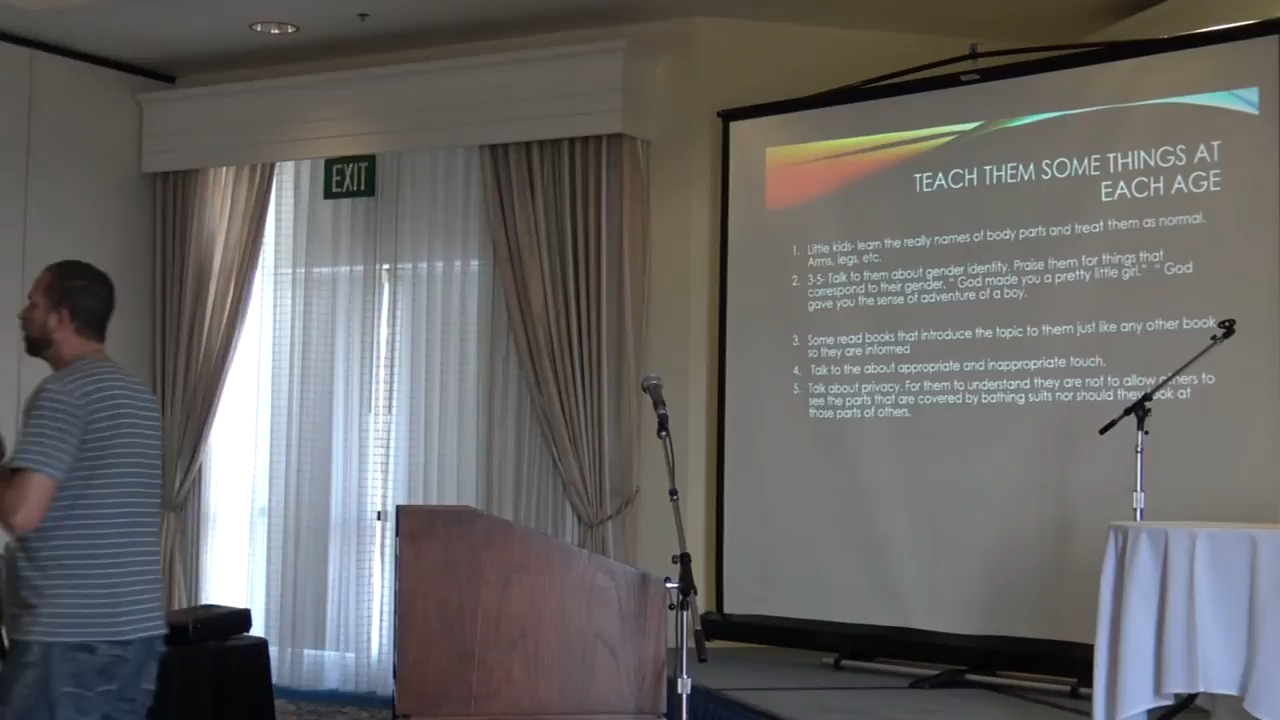 EXIT
TEACH THEM SOME THINGS AT
EACH AGE
1. Little kids- learn the really names of body parts and treat them as normal.
Arms, legs, etc.
2. 3-5- Talk to them about gender identity. Praise them for things that
correspond to their gender. " God made you a pretty little girl." " God
gave you the sense of adventure of a boy.
3. Some read books that introduce the topic to them just like any other book
so they are informed
4. Talk to the about appropriate and inappropriate touch.
5. Talk about privacy. For them to understand they are not to allow others to
see the parts that are covered by bathing suits nor should they look at
those parts of others.